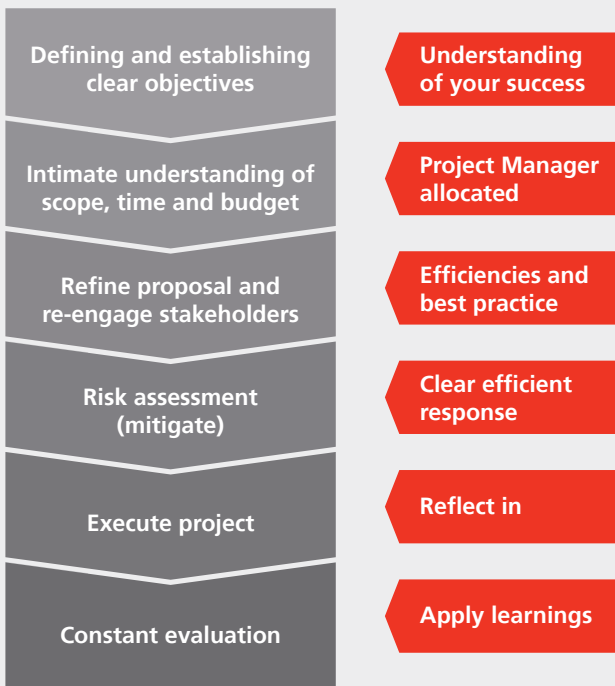 Defining and establishing
clear objectives
Understanding
of your success
Intimate understanding of
scope, time and budget
Project Manager
allocated
Refine proposal and
re-engage stakeholders
Efficiencies and
best practice
Risk assessment
(mitigate)
Clear efficient
response
Execute project
Reflect in
Constant evaluation
Apply learnings